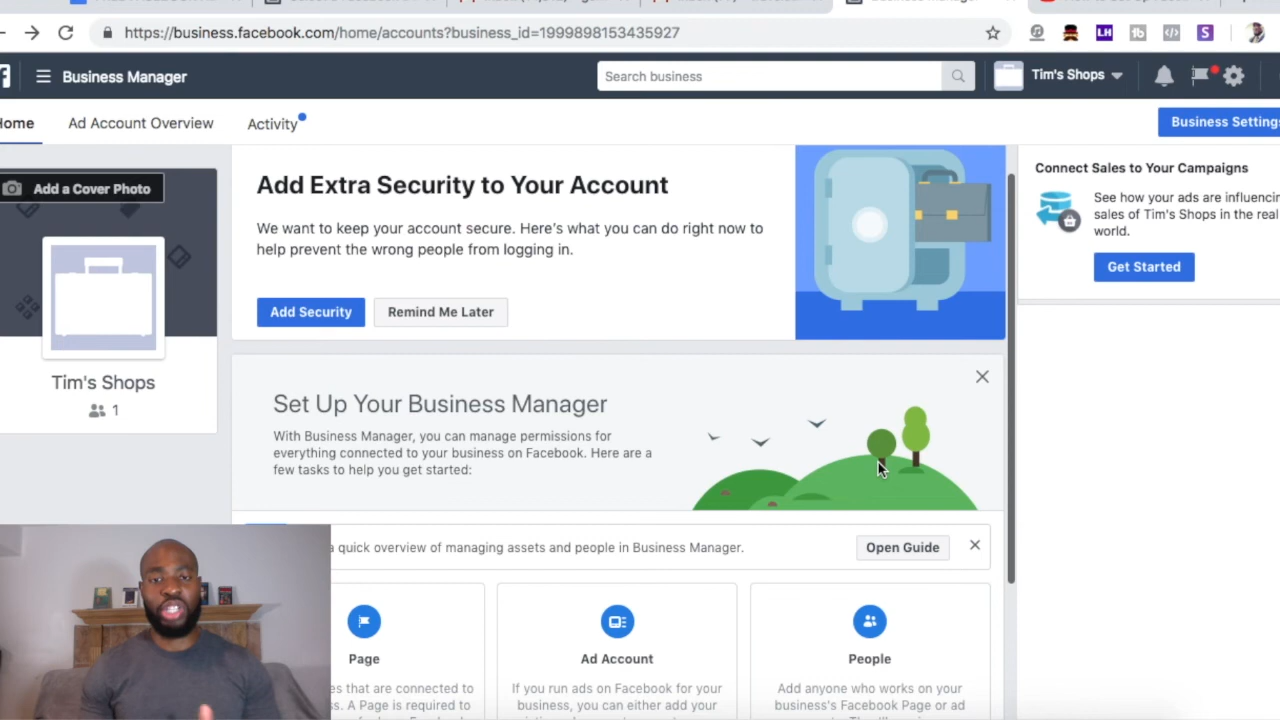 https://business.facebook.com/home/accounts?business_id=1999898153435927
LH
S
Business Manager
Search business
Tim's Shops
Home
Ad Account Overview
Activity
Business Settings
Add a Cover Photo
Tim's Shops
1
Add Extra Security to Your Account
We want to keep your account secure. Here's what you can do right now to
help prevent the wrong people from logging in.
Add Security
Remind Me Later
Connect Sales to Your Campaigns
See how your ads are influencin
sales of Tim's Shops in the real
world.
Get Started
Set Up Your Business Manager
With Business Manager, you can manage permissions for
everything connected to your business on Facebook. Here are a
few tasks to help you get started:
a quick overview of managing assets and people in Business Manager.
Open Guide
Page
es that are connected to
s. A Page is required to
Ad Account
If you run ads on Facebook for your
business, you can either add your
People
Add anyone who works on your
business's Facebook Page or ad